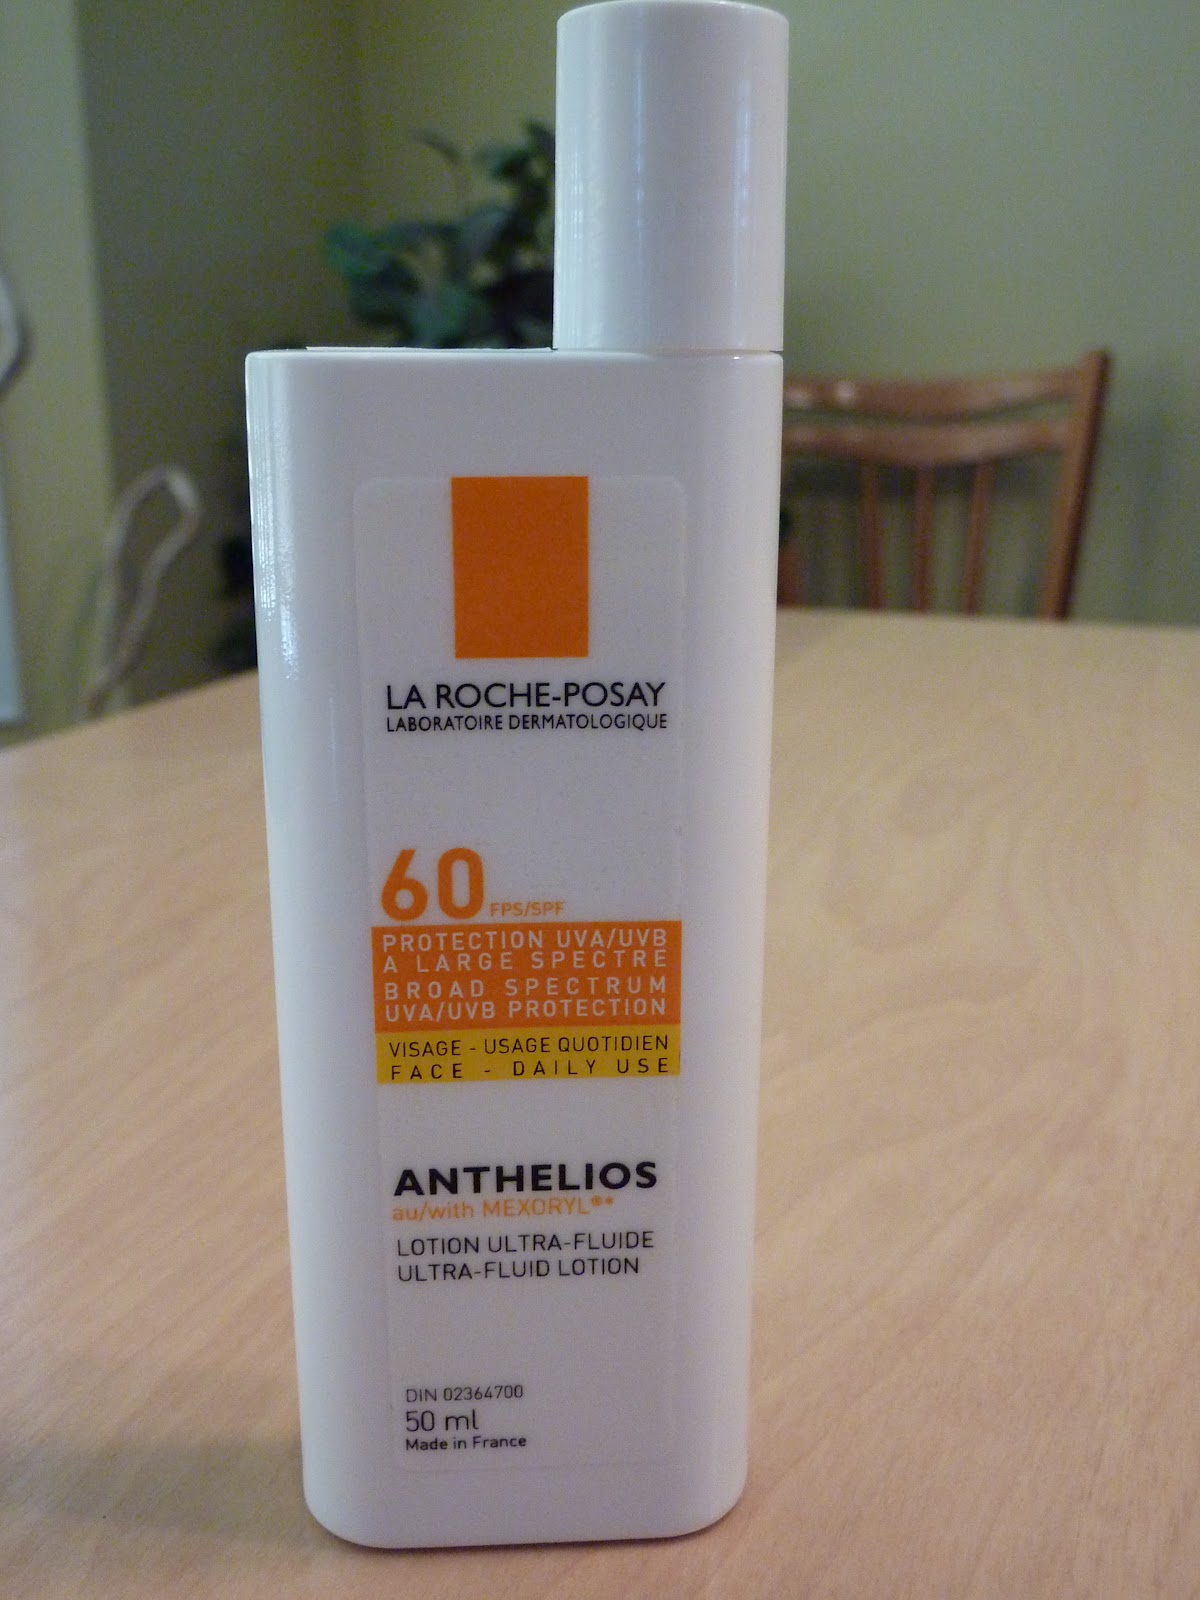 LA ROCHE-POSAY
LABORATOIRE DERMATOLOGIQUE
60 FPS/SPF
PROTECTION UVA/UVB
A LARGE SPECTRE
BROAD SPECTRUM
UVA/UVB PROTECTION
VISAGE - USAGE QUOTIDIEN
FACE - DAILY USE
ANTHELIOS
au/with MEXORYL®*
LOTION ULTRA-FLUIDE
ULTRA-FLUID LOTION
DIN 02364700
50 ml
Made in France